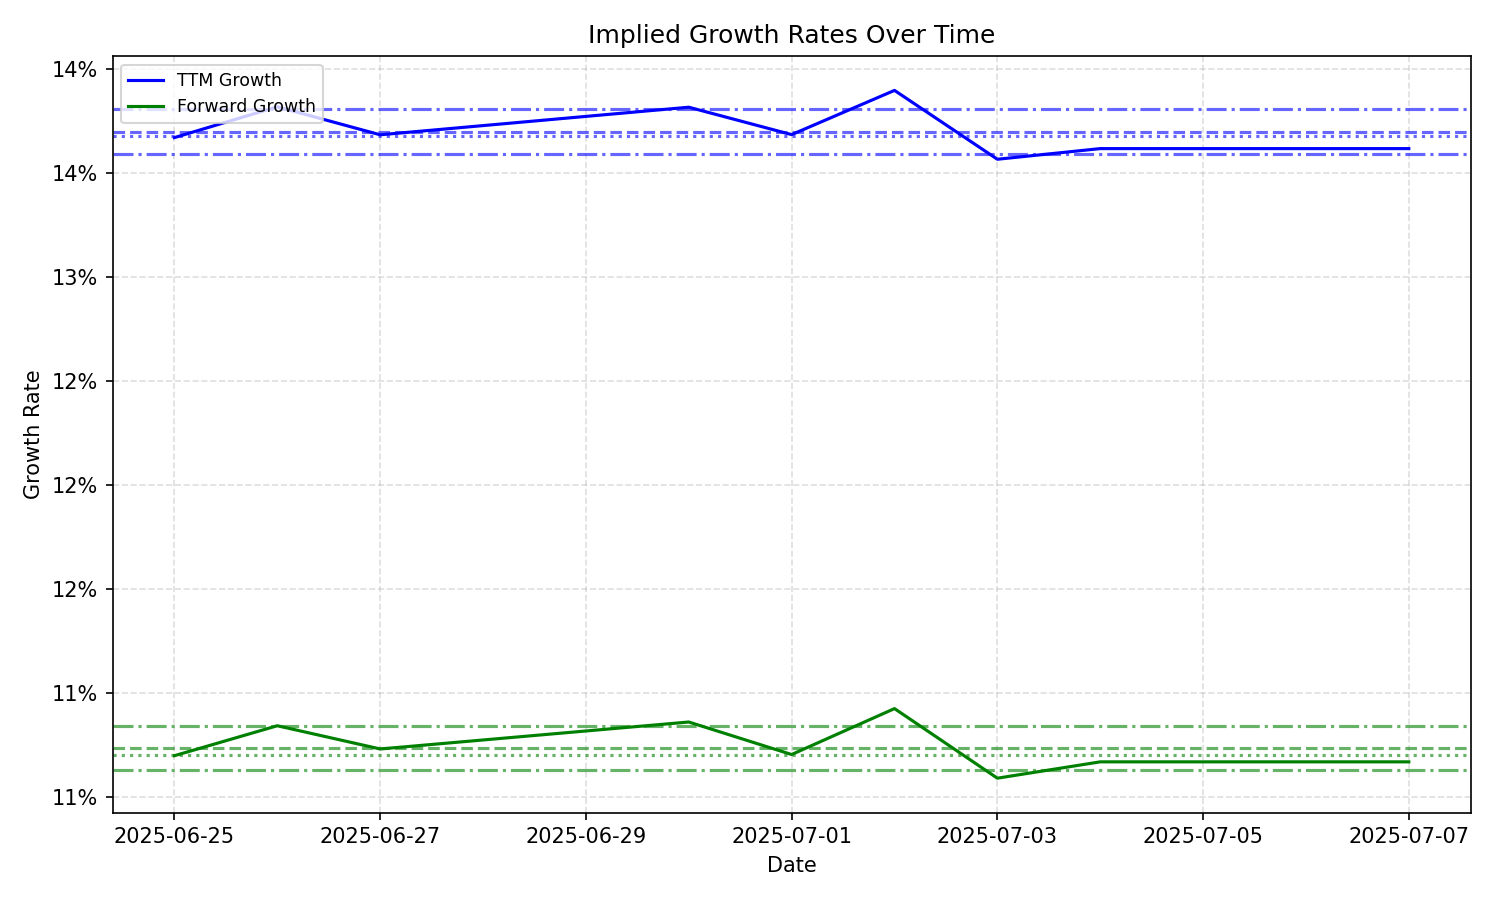 Implied Growth Rates Over Time
TTM Growth
Forward Growth
14%
14%
13%
12%
12%
12%
11%
11%
Growth Rate
2025-06-25 2025-06-27 2025-06-29 2025-07-01 2025-07-03 2025-07-05 2025-07-07
Date